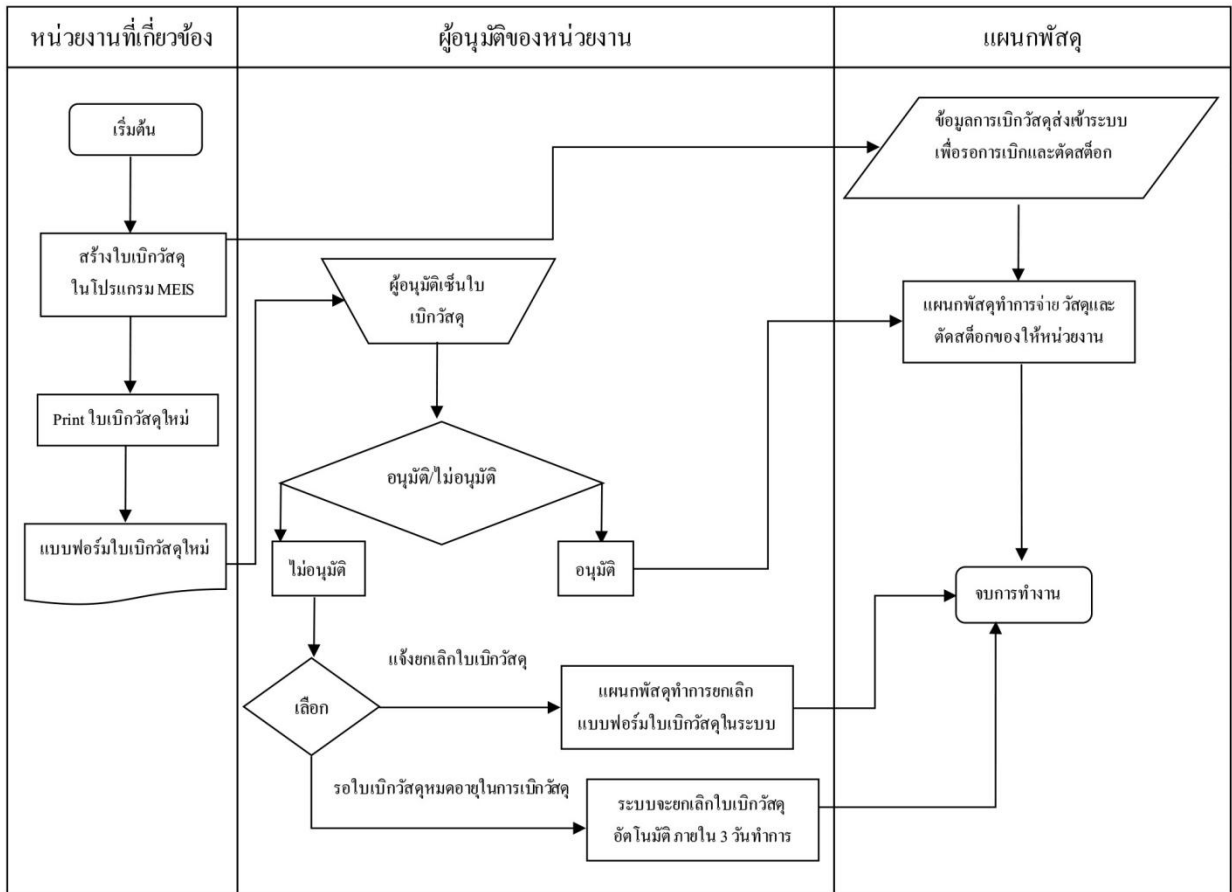 หน่วยงานที่เกี่ยวข้อง
ผู้อนุมัติของหน่วยงาน
แผนกพัสดุ
เริ่มต้น
สร้างใบเบิกวัสดุ
ในโปรแกรม MEIS
Print ใบเบิกวัสดุใหม่
แบบฟอร์มใบเบิกวัสดุใหม่
ผู้อนุมัติเซ็นใบ
เบิกวัสดุ
อนุมัติ/ไม่อนุมัติ
ไม่อนุมัติ
อนุมัติ
เลือก
แจ้งยกเลิกใบเบิกวัสดุ
แผนกพัสดุทำการยกเลิก
แบบฟอร์มใบเบิกวัสดุในระบบ
รอใบเบิกวัสดุหมดอายุในการเบิกวัสดุ
ระบบจะยกเลิกใบเบิกวัสดุ
อัตโนมัติ ภายใน 3 วันทำการ
ข้อมูลการเบิกวัสดุส่งเข้าระบบ
เพื่อรอการเบิกและตัดสต็อก
แผนกพัสดุทำการจ่าย วัสดุและ
ตัดสต็อกของให้หน่วยงาน
จบการทำงาน